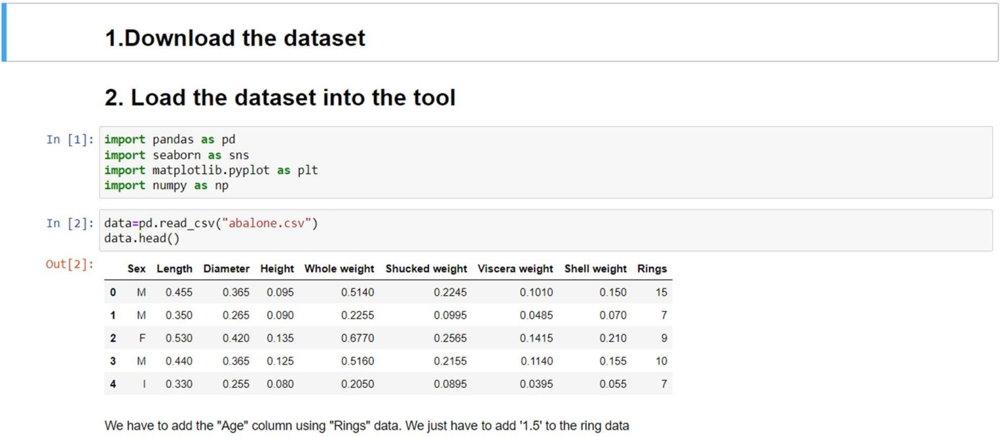 1.Download the dataset
2. Load the dataset into the tool
In [1]: import pandas as pd
import seaborn as sns
import matplotlib.pyplot as plt
import numpy as np
In [2]: data=pd.read_csv("abalone.csv")
data.head()
Out[2]:
Sex Length Diameter Height Whole weight Shucked weight Viscera weight Shell weight Rings
0 M 0.455 0.365 0.095 0.5140 0.2245 0.1010 0.150 15
1 M 0.350 0.265 0.090 0.2255 0.0995 0.0485 0.070 7
2 F 0.530 0.420 0.135 0.6770 0.2565 0.1415 0.210 9
3 M 0.440 0.365 0.125 0.5160 0.2155 0.1140 0.155 10
4 I 0.330 0.255 0.080 0.2050 0.0895 0.0395 0.055 7
We have to add the "Age" column using "Rings" data. We just have to add '1.5' to the ring data